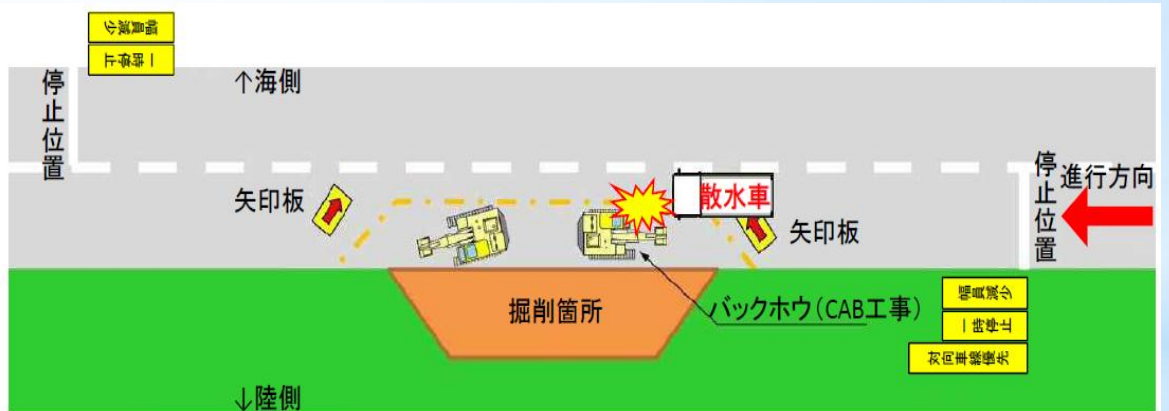 幅員減少
一時停止
停止位置
↑海側
矢印板
散水車
矢印板
停止位置
進行方向
掘削箇所
バックホウ（CAB工事）
幅員減少
一時停止
対向車線優先
↓陸側